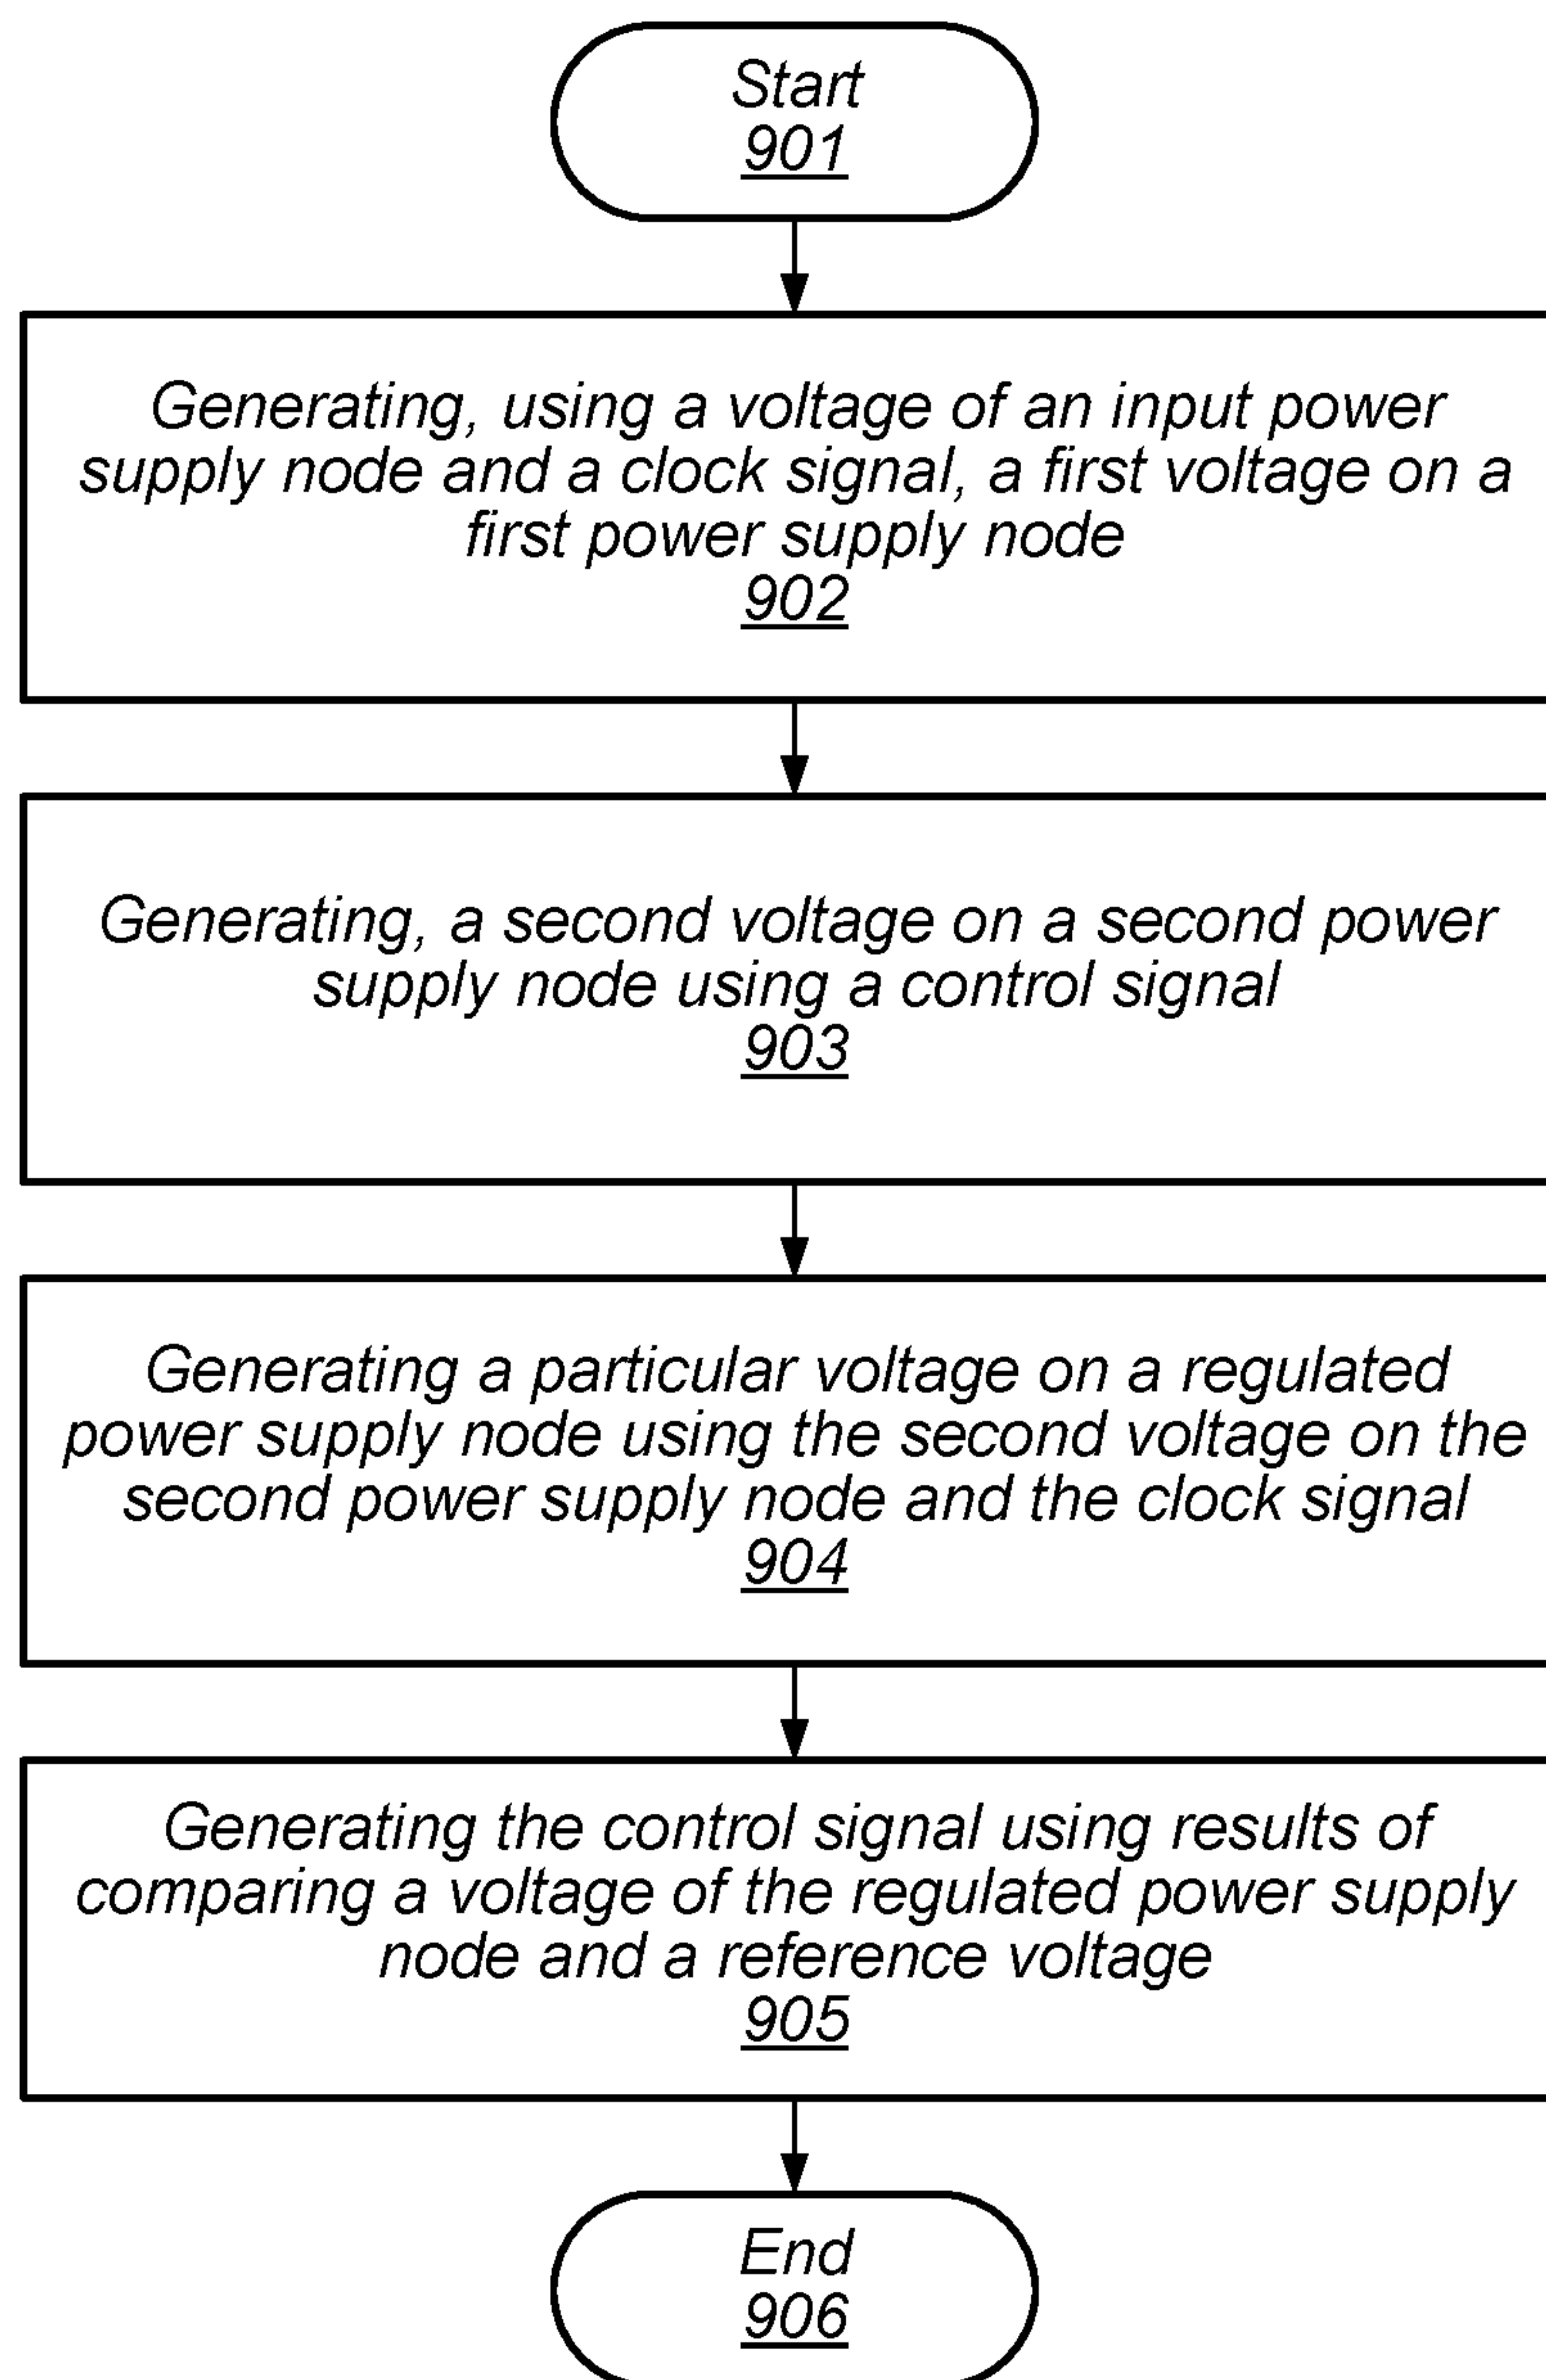 Start
901
Generating, using a voltage of an input power
supply node and a clock signal, a first voltage on a
first power supply node
902
Generating, a second voltage on a second power
supply node using a control signal
903
Generating a particular voltage on a regulated
power supply node using the second voltage on the
second power supply node and the clock signal
904
Generating the control signal using results of
comparing a voltage of the regulated power supply
node and a reference voltage
905
End
906